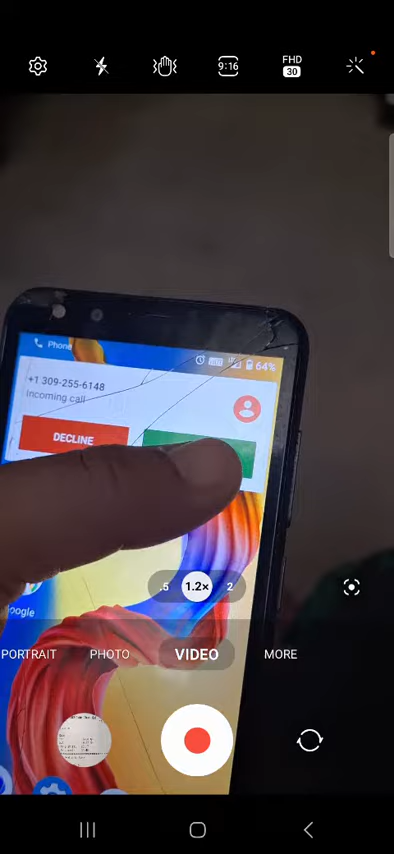 9:16
FHD
30
Phone
64%
+1 309-255-6148
Incoming call
DECLINE
.5
1.2×
2
oogle
PORTRAIT
PHOTO
VIDEO
MORE